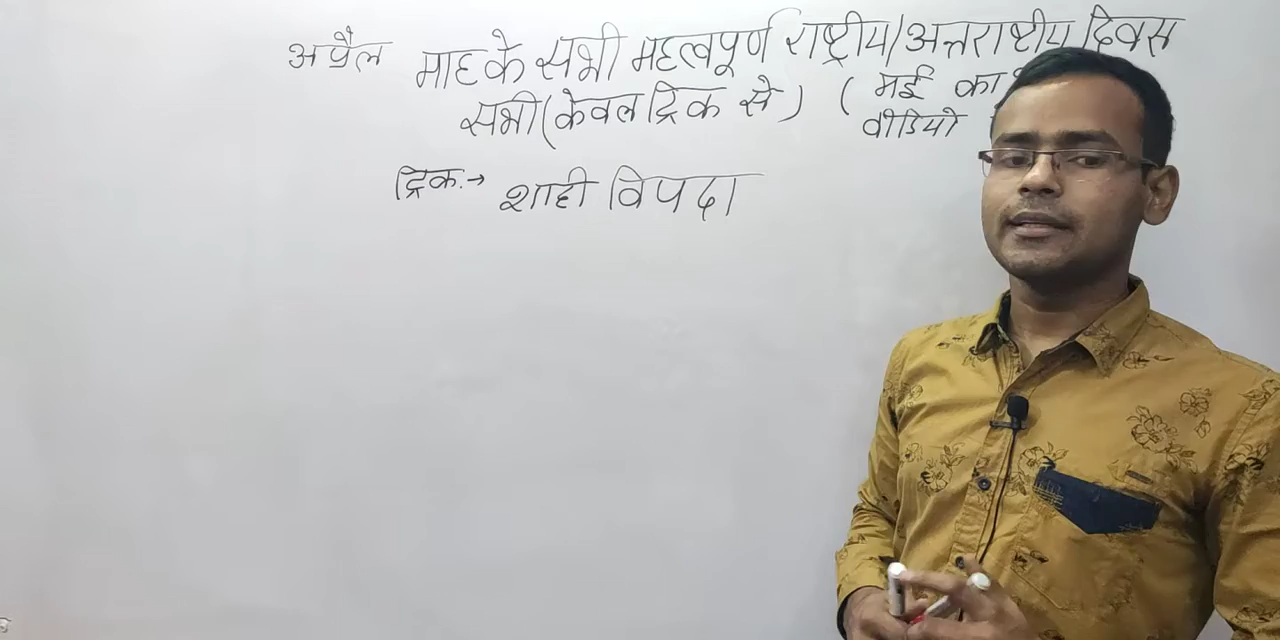 अप्रैल माह के सभी महत्वपूर्ण राष्ट्रीय/अन्तराष्ट्रीय दिवस
सभी (केवल ट्रिक से) ( मई का
वीडियो
ट्रिक:→ शाही विपदा